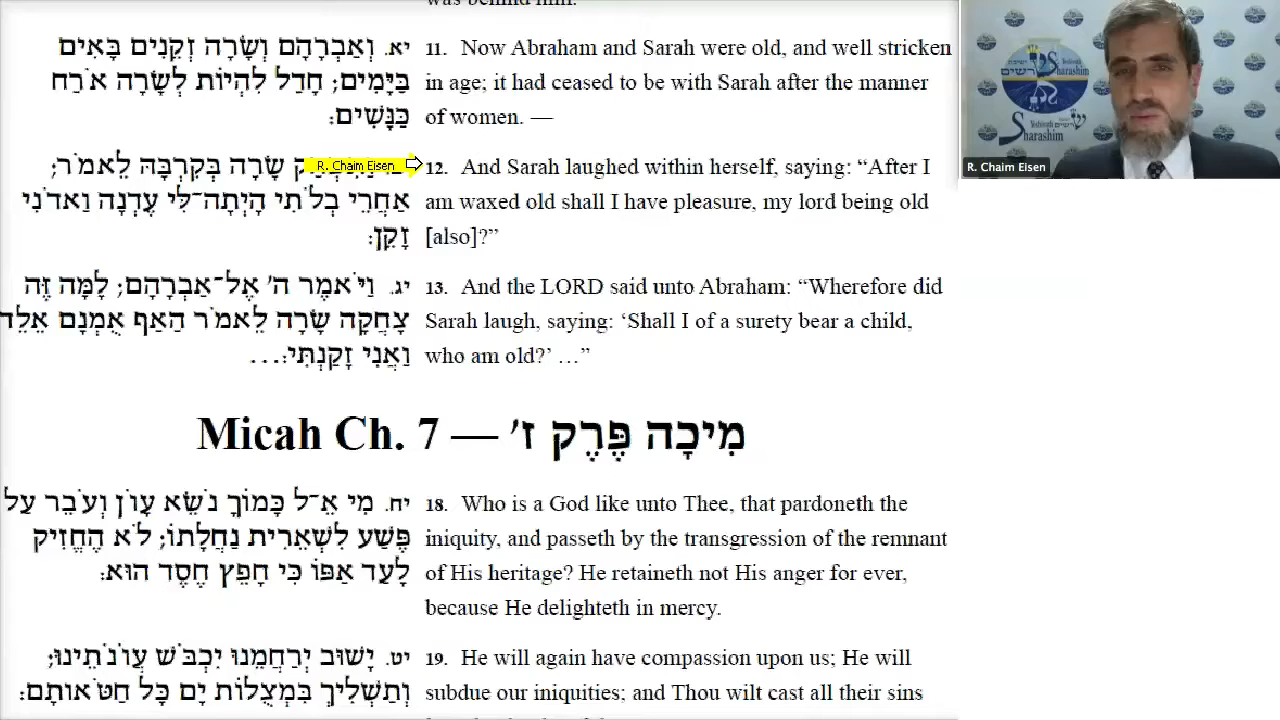 was behind him.
יא. וְאַבְרָהָם וְשָׂרָה זְקֵנִים בָּאִים
בַּיָּמִים; חָדַל לִהְיוֹת לְשָׂרָה אֹרַח
כַּנָּשִׁים:
11. Now Abraham and Sarah were old, and well stricken
in age; it had ceased to be with Sarah after the manner
of women. —
שָׂרָה בְּקִרְבָּהּ לֵאמֹר;
אַחֲרֵי בְלֹתִי הָיְתָה־לִּי עֶדְנָה וַאדֹנִי
זָקֵן:
R. Chaim Eisen
12. And Sarah laughed within herself, saying: “After I
am waxed old shall I have pleasure, my lord being old
[also]?”
יג. וַיֹּאמֶר ה' אֶל־אַבְרָהָם; לָמָּה זֶּה
צָחֲקָה שָׂרָה לֵאמֹר הַאַף אֻמְנָם אֵלֵד
וַאֲנִי זָקַנְתִּי:...
13. And the LORD said unto Abraham: “Wherefore did
Sarah laugh, saying: ‘Shall I of a surety bear a child,
who am old?’ …”
Micah Ch. 7 — מִיכָה פֶּרֶק ז'
יח. מִי אֵ־ל כָּמוֹךָ נֹשֵׂא עָוֹן וְעֹבֵר עַל
פֶּשַׁע לִשְׁאֵרִית נַחֲלָתוֹ; לֹא הֶחֱזִיק
לָעַד אַפּוֹ כִּי חָפֵץ חֶסֶד הוּא:
18. Who is a God like unto Thee, that pardoneth the
iniquity, and passeth by the transgression of the remnant
of His heritage? He retaineth not His anger for ever,
because He delighteth in mercy.
יט. יָשׁוּב יְרַחֲמֵנוּ יִכְבֹּשׁ עֲוֹנֹתֵינוּ;
וְתַשְׁלִיךְ בִּמְצֻלוֹת יָם כָּל חַטֹּאותָם:
19. He will again have compassion upon us; He will
subdue our iniquities; and Thou wilt cast all their sins
Sharashim
Sharashim
R. Chaim Eisen